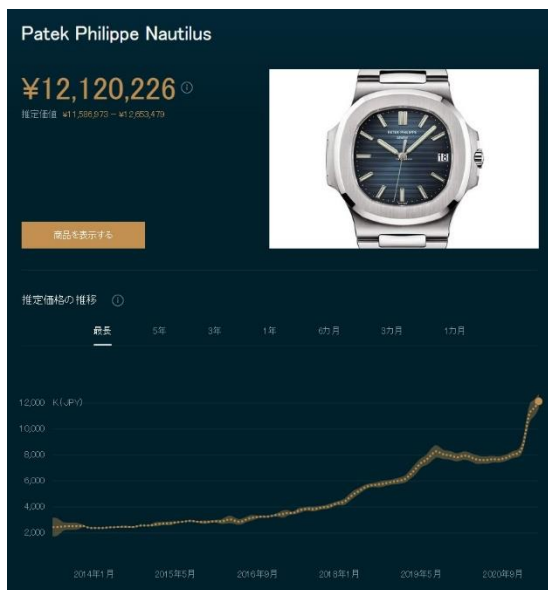 Patek Philippe Nautilus
¥12,120,226
推定価値 ¥11,586,973 – ¥12,653,479
PATEK PHILIPPE
GENEVE
18
商品を表示する
推定価格の推移
最長 5年 3年 1年 6カ月 3カ月 1カ月
12,000 K(JPY)
10,000
8,000
6,000
4,000
2,000
2014年1月 2015年5月 2016年9月 2018年1月 2019年5月 2020年9月